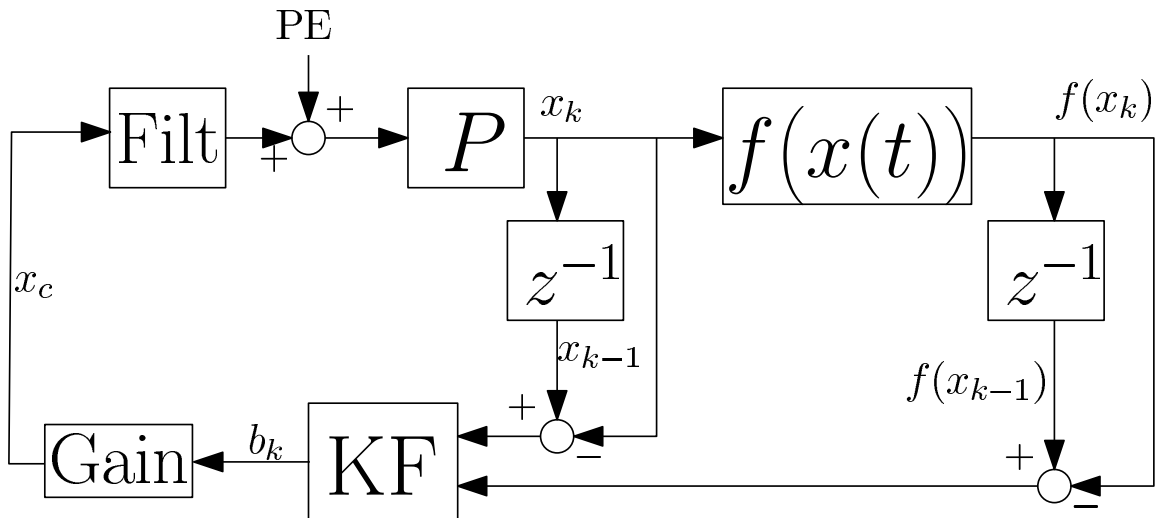 PE
+
x_k
f(x_k)
Filt
P
f(x(t))
+
z^{-1}
z^{-1}
x_c
x_{k-1}
f(x_{k-1})
+
b_k
−
Gain
KF
+
−